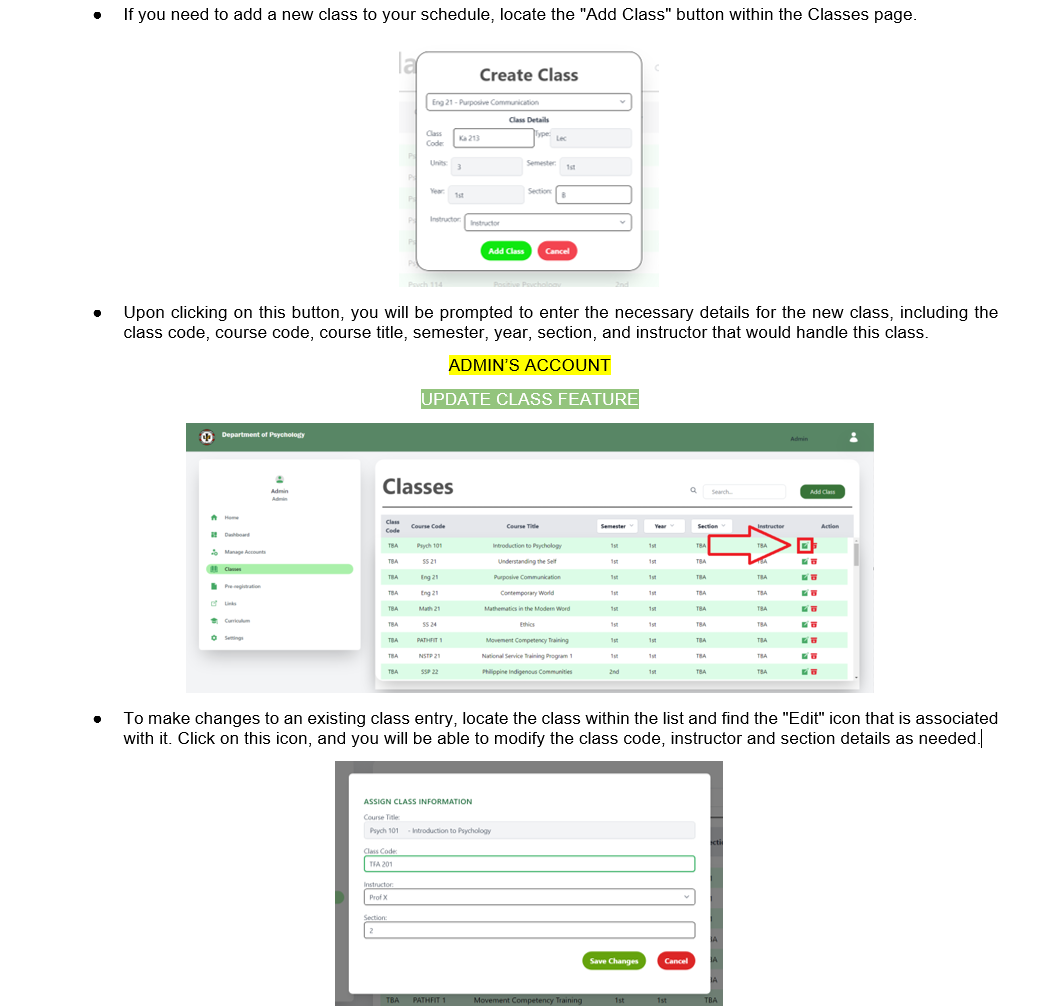 ● If you need to add a new class to your schedule, locate the "Add Class" button within the Classes page.
Create Class
Eng 21 - Purposive Communication
Class Details
Class Code: Ka 213 Type: Lec
Units: 3 Semester: 1st
Year: 1st Section: B
Instructor: Instructor
Add Class Cancel
Psych 114 Positive Psychology 2nd
● Upon clicking on this button, you will be prompted to enter the necessary details for the new class, including the
class code, course code, course title, semester, year, section, and instructor that would handle this class.
ADMIN'S ACCOUNT
UPDATE CLASS FEATURE
Department of Psychology Admin
Admin
Admin
Home
Dashboard
Manage Accounts
Classes
Pre-registration
Links
Curriculum
Settings
Classes Search.. Add Class
Class Code Course Code Course Title Semester Year Section Instructor Action
TBA Psych 101 Introduction to Psychology 1st 1st TBA TBA
TBA SS 21 Understanding the Self 1st 1st TBA TBA
TBA Eng 21 Purposive Communication 1st 1st TBA TBA
TBA Eng 21 Contemporary World 1st 1st TBA TBA
TBA Math 21 Mathematics in the Modern Word 1st 1st TBA TBA
TBA SS 24 Ethics 1st 1st TBA TBA
TBA PATHFIT 1 Movement Competency Training 1st 1st TBA TBA
TBA NSTP 21 National Service Training Program 1 1st 1st TBA TBA
TBA SSP 22 Philippine Indigenous Communities 2nd 1st TBA TBA
● To make changes to an existing class entry, locate the class within the list and find the "Edit" icon that is associated
with it. Click on this icon, and you will be able to modify the class code, instructor and section details as needed.
ASSIGN CLASS INFORMATION
Course Title:
Psych 101 - Introduction to Psychology
Class Code:
TFA 201
Instructor:
Prof X
Section:
2
Save Changes Cancel
TBA PATHFIT 1 Movement Competency Training 1st 1st TBA